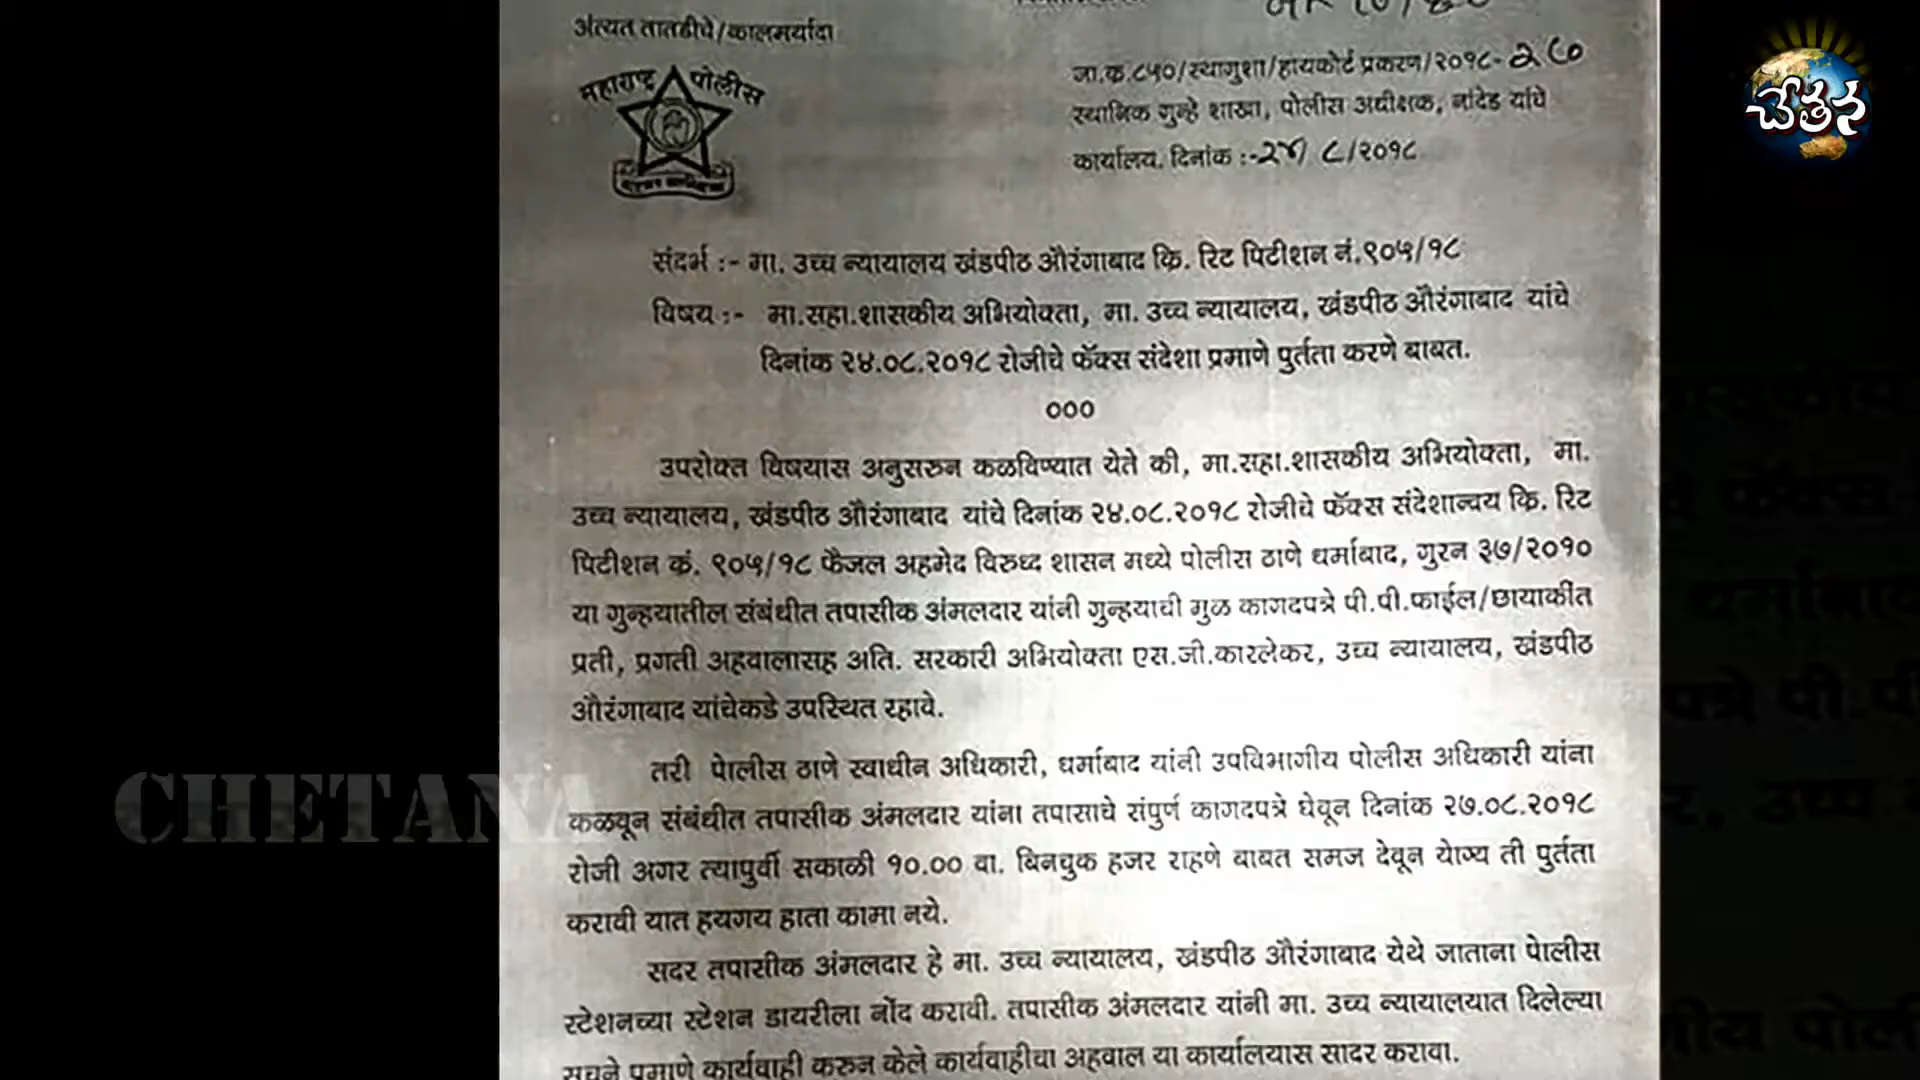 अत्यंत तातडीचे/कालमर्यादा
महाराष्ट्र पोलीस
जा.क्र.८५०/स्थागुशा/हायकोर्ट प्रकरण/२०१८-
स्थानिक गुन्हे शाखा, पोलीस अधीक्षक, नांदेड यांचे
कार्यालय. दिनांक :-२४/ ८/२०१८
చేతన
संदर्भ :- मा. उच्च न्यायालय खंडपीठ औरंगाबाद क्रि. रिट पिटीशन नं.९०५/१८
विषय :- मा.सहा.शासकीय अभियोक्ता, मा. उच्च न्यायालय, खंडपीठ औरंगाबाद यांचे
दिनांक २४.०८.२०१८ रोजीचे फॅक्स संदेशा प्रमाणे पुर्तता करणे बाबत.
०००
उपरोक्त विषयास अनुसरुन कळविण्यात येते की, मा.सहा.शासकीय अभियोक्ता, मा.
उच्च न्यायालय, खंडपीठ औरंगाबाद यांचे दिनांक २४.०८.२०१८ रोजीचे फॅक्स संदेशान्वय क्रि. रिट
पिटीशन क्रं. ९०५/१८ फैजल अहमेद विरुध्द शासन मध्ये पोलीस ठाणे धर्माबाद, गुरन ३७/२०१०
या गुन्हयातील संबंधीत तपासीक अंमलदार यांनी गुन्हयाची मुळ कागदपत्रे पी.पी.फाईल/छायाकींत
प्रती, प्रगती अहवालासह अति. सरकारी अभियोक्ता एस.जी.कारलेकर, उच्च न्यायालय, खंडपीठ
औरंगाबाद यांचेकडे उपस्थित रहावे.
तरी पोलीस ठाणे स्वाधीन अधिकारी, धर्माबाद यांनी उपविभागीय पोलीस अधिकारी यांना
कळवून संबंधीत तपासीक अंमलदार यांना तपासाचे संपुर्ण कागदपत्रे घेवून दिनांक २७.०८.२०१८
रोजी अगर त्यापुर्वी सकाळी १०.०० वा. बिनचुक हजर राहणे बाबत समज देवून योग्य ती पुर्तता
करावी यात हयगय होता कामा नये.
सदर तपासीक अंमलदार हे मा. उच्च न्यायालय, खंडपीठ औरंगाबाद येथे जाताना पोलीस
स्टेशनच्या स्टेशन डायरीला नोंद करावी. तपासीक अंमलदार यांनी मा. उच्च न्यायालयात दिलेल्या
सुचने प्रमाणे कार्यवाही करुन केले कार्यवाहीचा अहवाल या कार्यालयास सादर करावा.
CHETANA